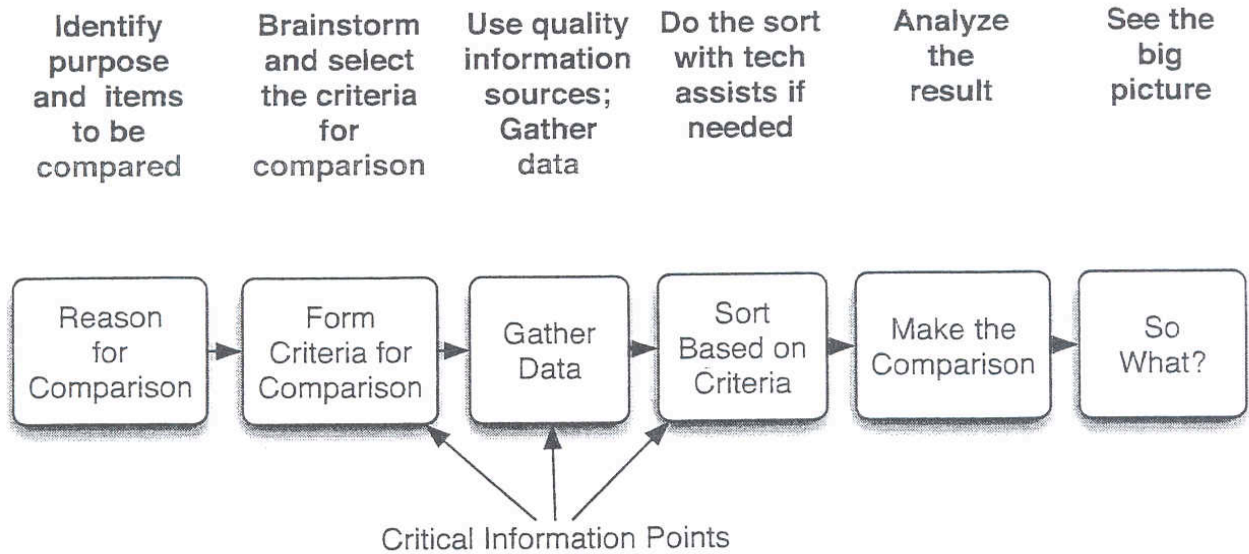 Identify
purpose
and items
to be
compared
Brainstorm
and select
the criteria
for
comparison
Use quality
information
sources;
Gather
data
Do the sort
with tech
assists if
needed
Analyze
the
result
See the
big
picture
Reason
for
Comparison
Form
Criteria for
Comparison
Gather
Data
Sort
Based on
Criteria
Make the
Comparison
So
What?
Critical Information Points